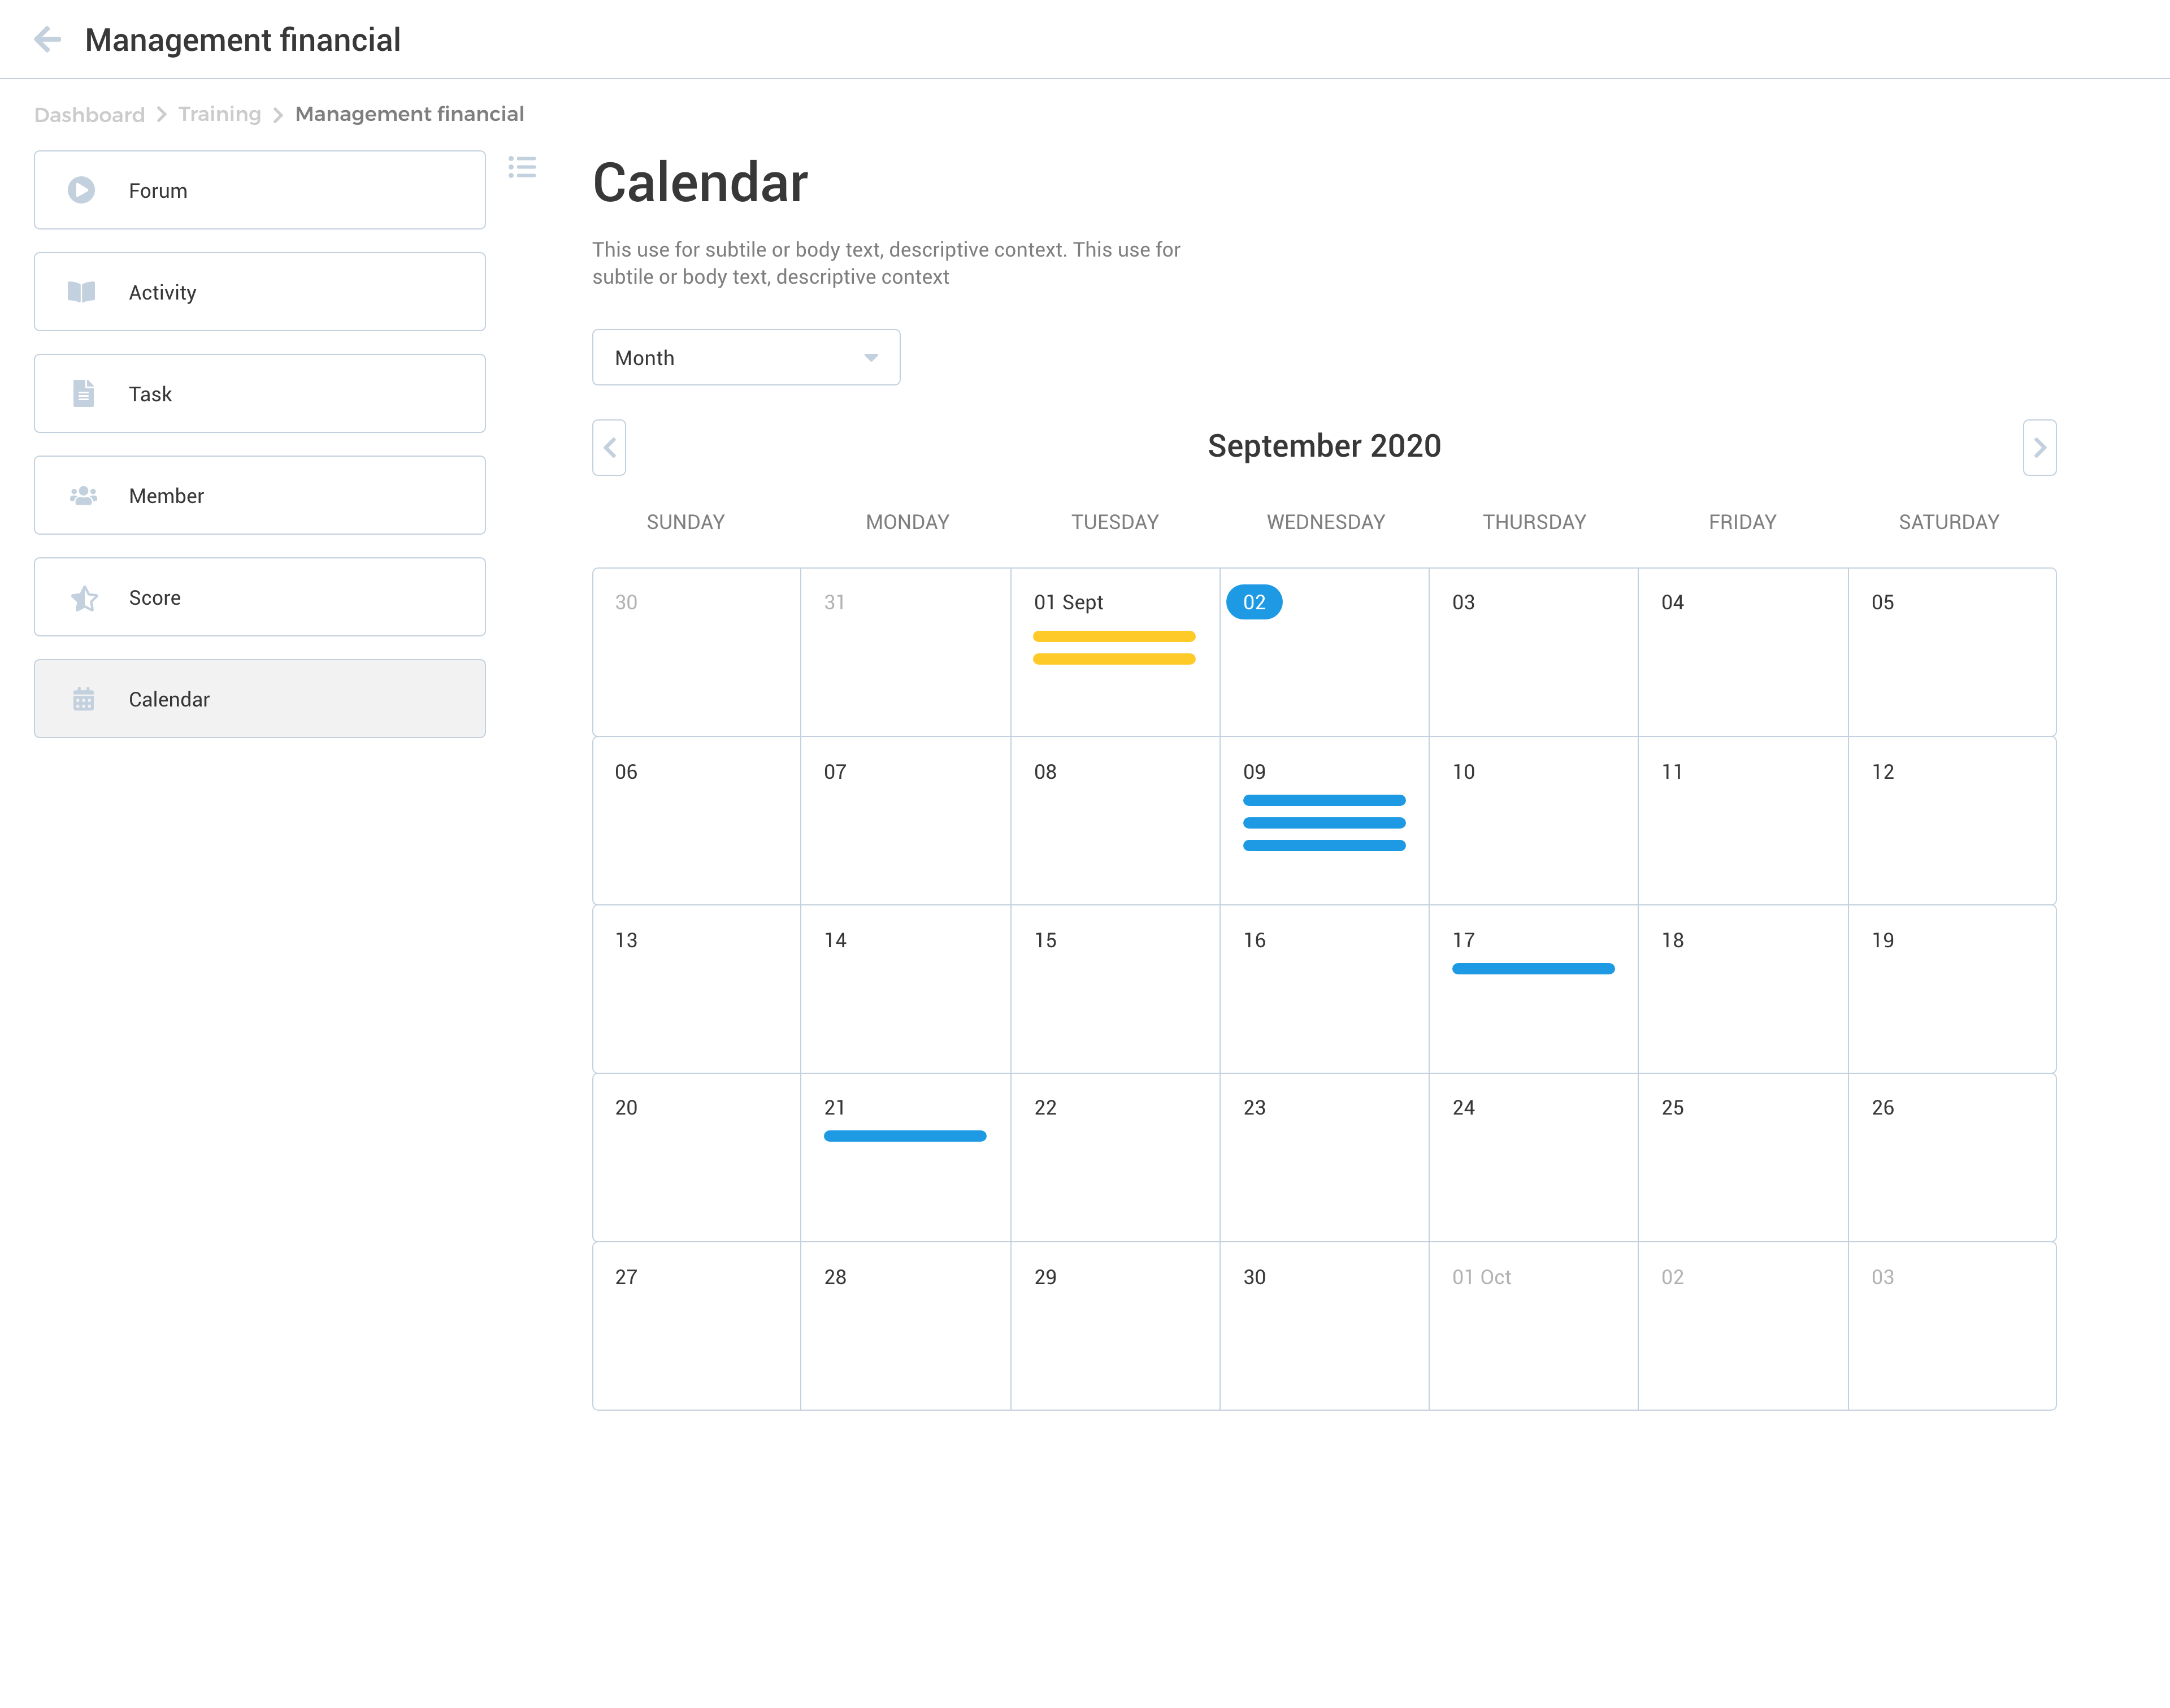 Management financial
Dashboard Training Management financial
Forum
Activity
Task
Member
Score
Calendar
Calendar
This use for subtile or body text, descriptive context. This use for
subtile or body text, descriptive context
Month
September 2020
SUNDAY MONDAY TUESDAY WEDNESDAY THURSDAY FRIDAY SATURDAY
30 31 01 Sept 02 03 04 05
06 07 08 09 10 11 12
13 14 15 16 17 18 19
20 21 22 23 24 25 26
27 28 29 30 01 Oct 02 03